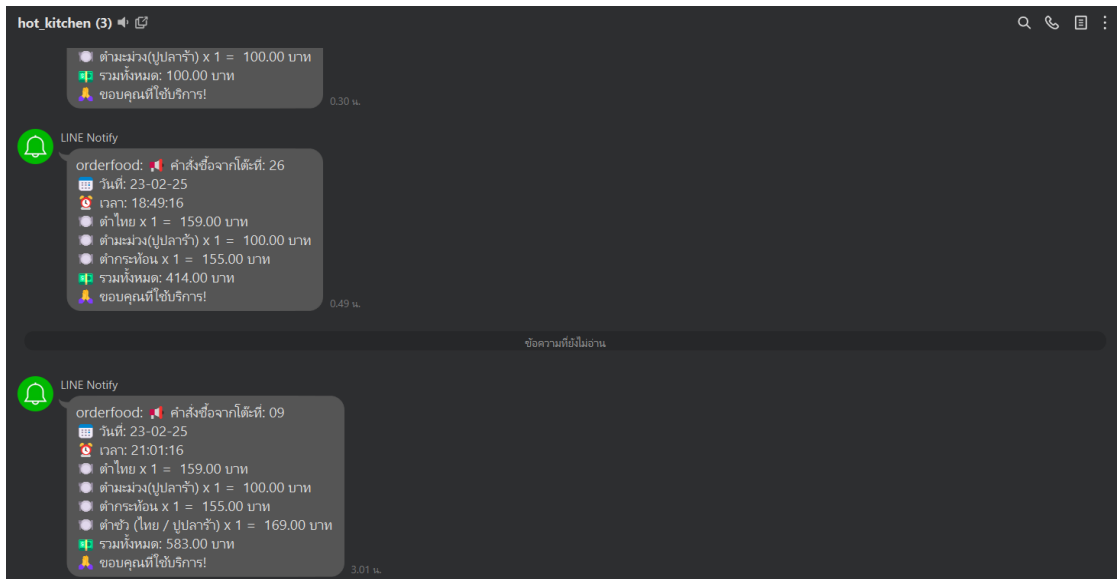 hot_kitchen (3)
ตำมะม่วง(ปูปลาร้า) x 1 = 100.00 บาท
รวมทั้งหมด: 100.00 บาท
ขอบคุณที่ใช้บริการ!
0.30 น.
LINE Notify
orderfood: 📢 คำสั่งซื้อจากโต๊ะที่: 26
วันที่: 23-02-25
เวลา: 18:49:16
ตำไทย x 1 = 159.00 บาท
ตำมะม่วง(ปูปลาร้า) x 1 = 100.00 บาท
ตำกระท้อน x 1 = 155.00 บาท
รวมทั้งหมด: 414.00 บาท
ขอบคุณที่ใช้บริการ!
0.49 น.
ข้อความที่ยังไม่อ่าน
LINE Notify
orderfood: 📢 คำสั่งซื้อจากโต๊ะที่: 09
วันที่: 23-02-25
เวลา: 21:01:16
ตำไทย x 1 = 159.00 บาท
ตำมะม่วง(ปูปลาร้า) x 1 = 100.00 บาท
ตำกระท้อน x 1 = 155.00 บาท
ตำซั่ว (ไทย / ปูปลาร้า) x 1 = 169.00 บาท
รวมทั้งหมด: 583.00 บาท
ขอบคุณที่ใช้บริการ!
3.01 น.